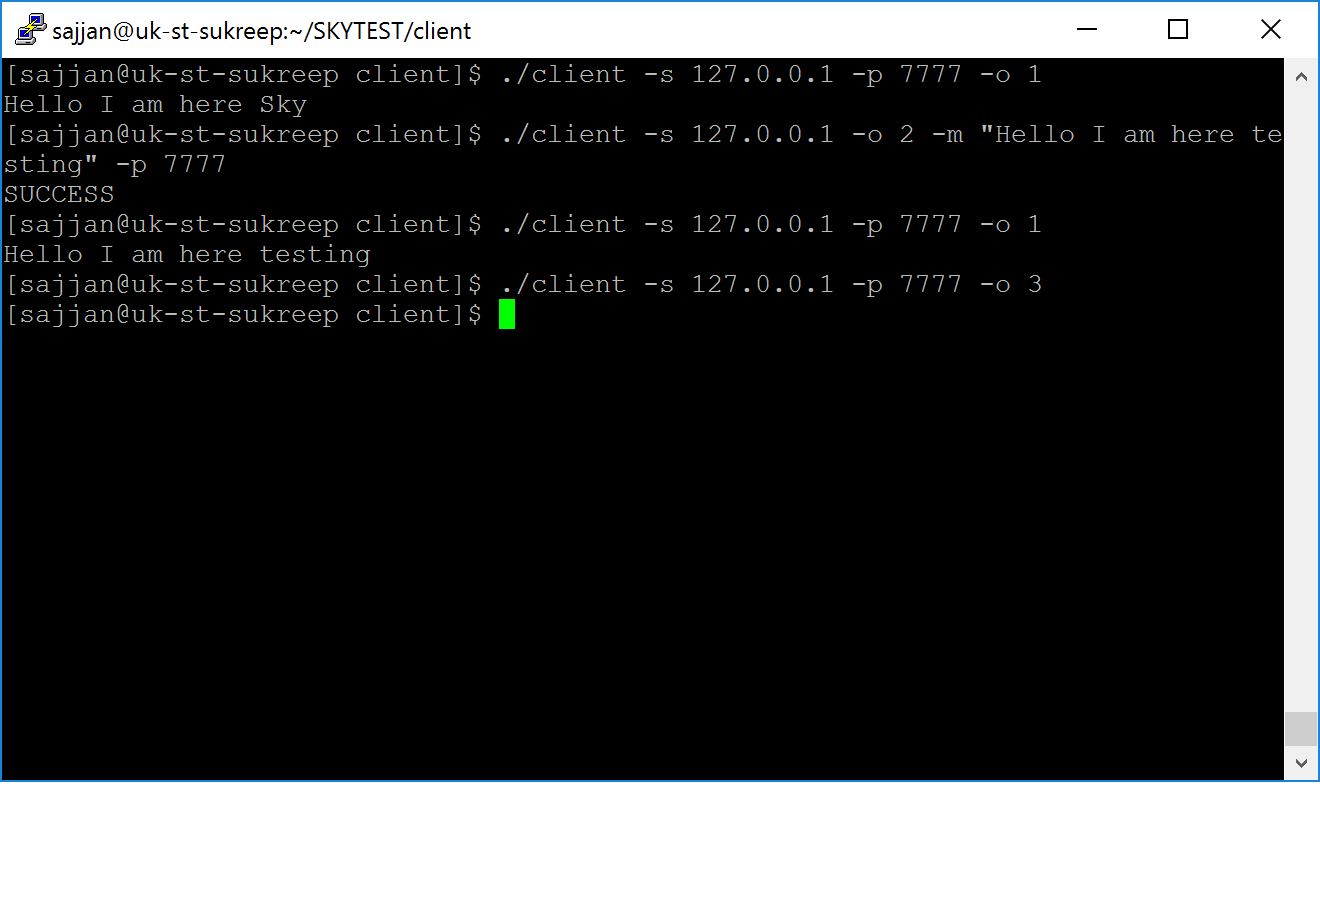 sajjan@uk-st-sukreep:~/SKYTEST/client
[sajjan@uk-st-sukreep client]$ ./client -s 127.0.0.1 -p 7777 -o 1
Hello I am here Sky
[sajjan@uk-st-sukreep client]$ ./client -s 127.0.0.1 -o 2 -m "Hello I am here te
sting" -p 7777
SUCCESS
[sajjan@uk-st-sukreep client]$ ./client -s 127.0.0.1 -p 7777 -o 1
Hello I am here testing
[sajjan@uk-st-sukreep client]$ ./client -s 127.0.0.1 -p 7777 -o 3
[sajjan@uk-st-sukreep client]$